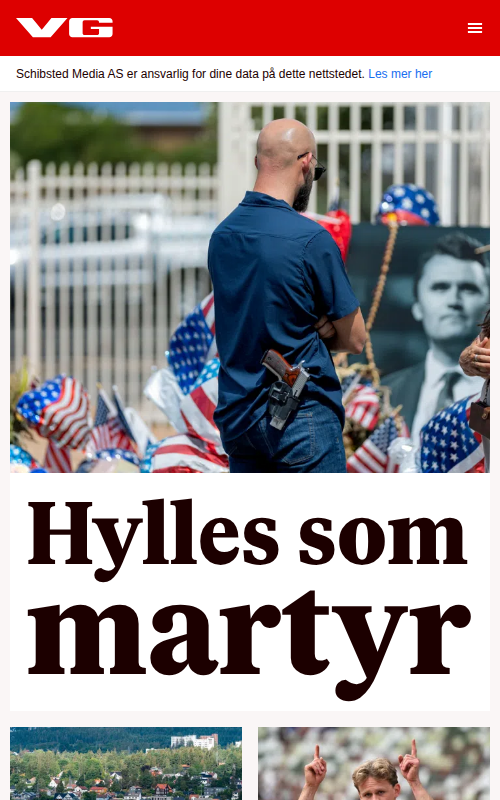 VG
Schibsted Media AS er ansvarlig for dine data på dette nettstedet. Les mer her
Hylles som
martyr